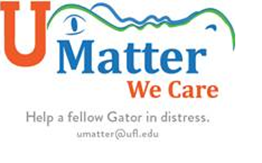 U Matter
We Care
Help a fellow Gator in distress.
umatter@ufl.edu